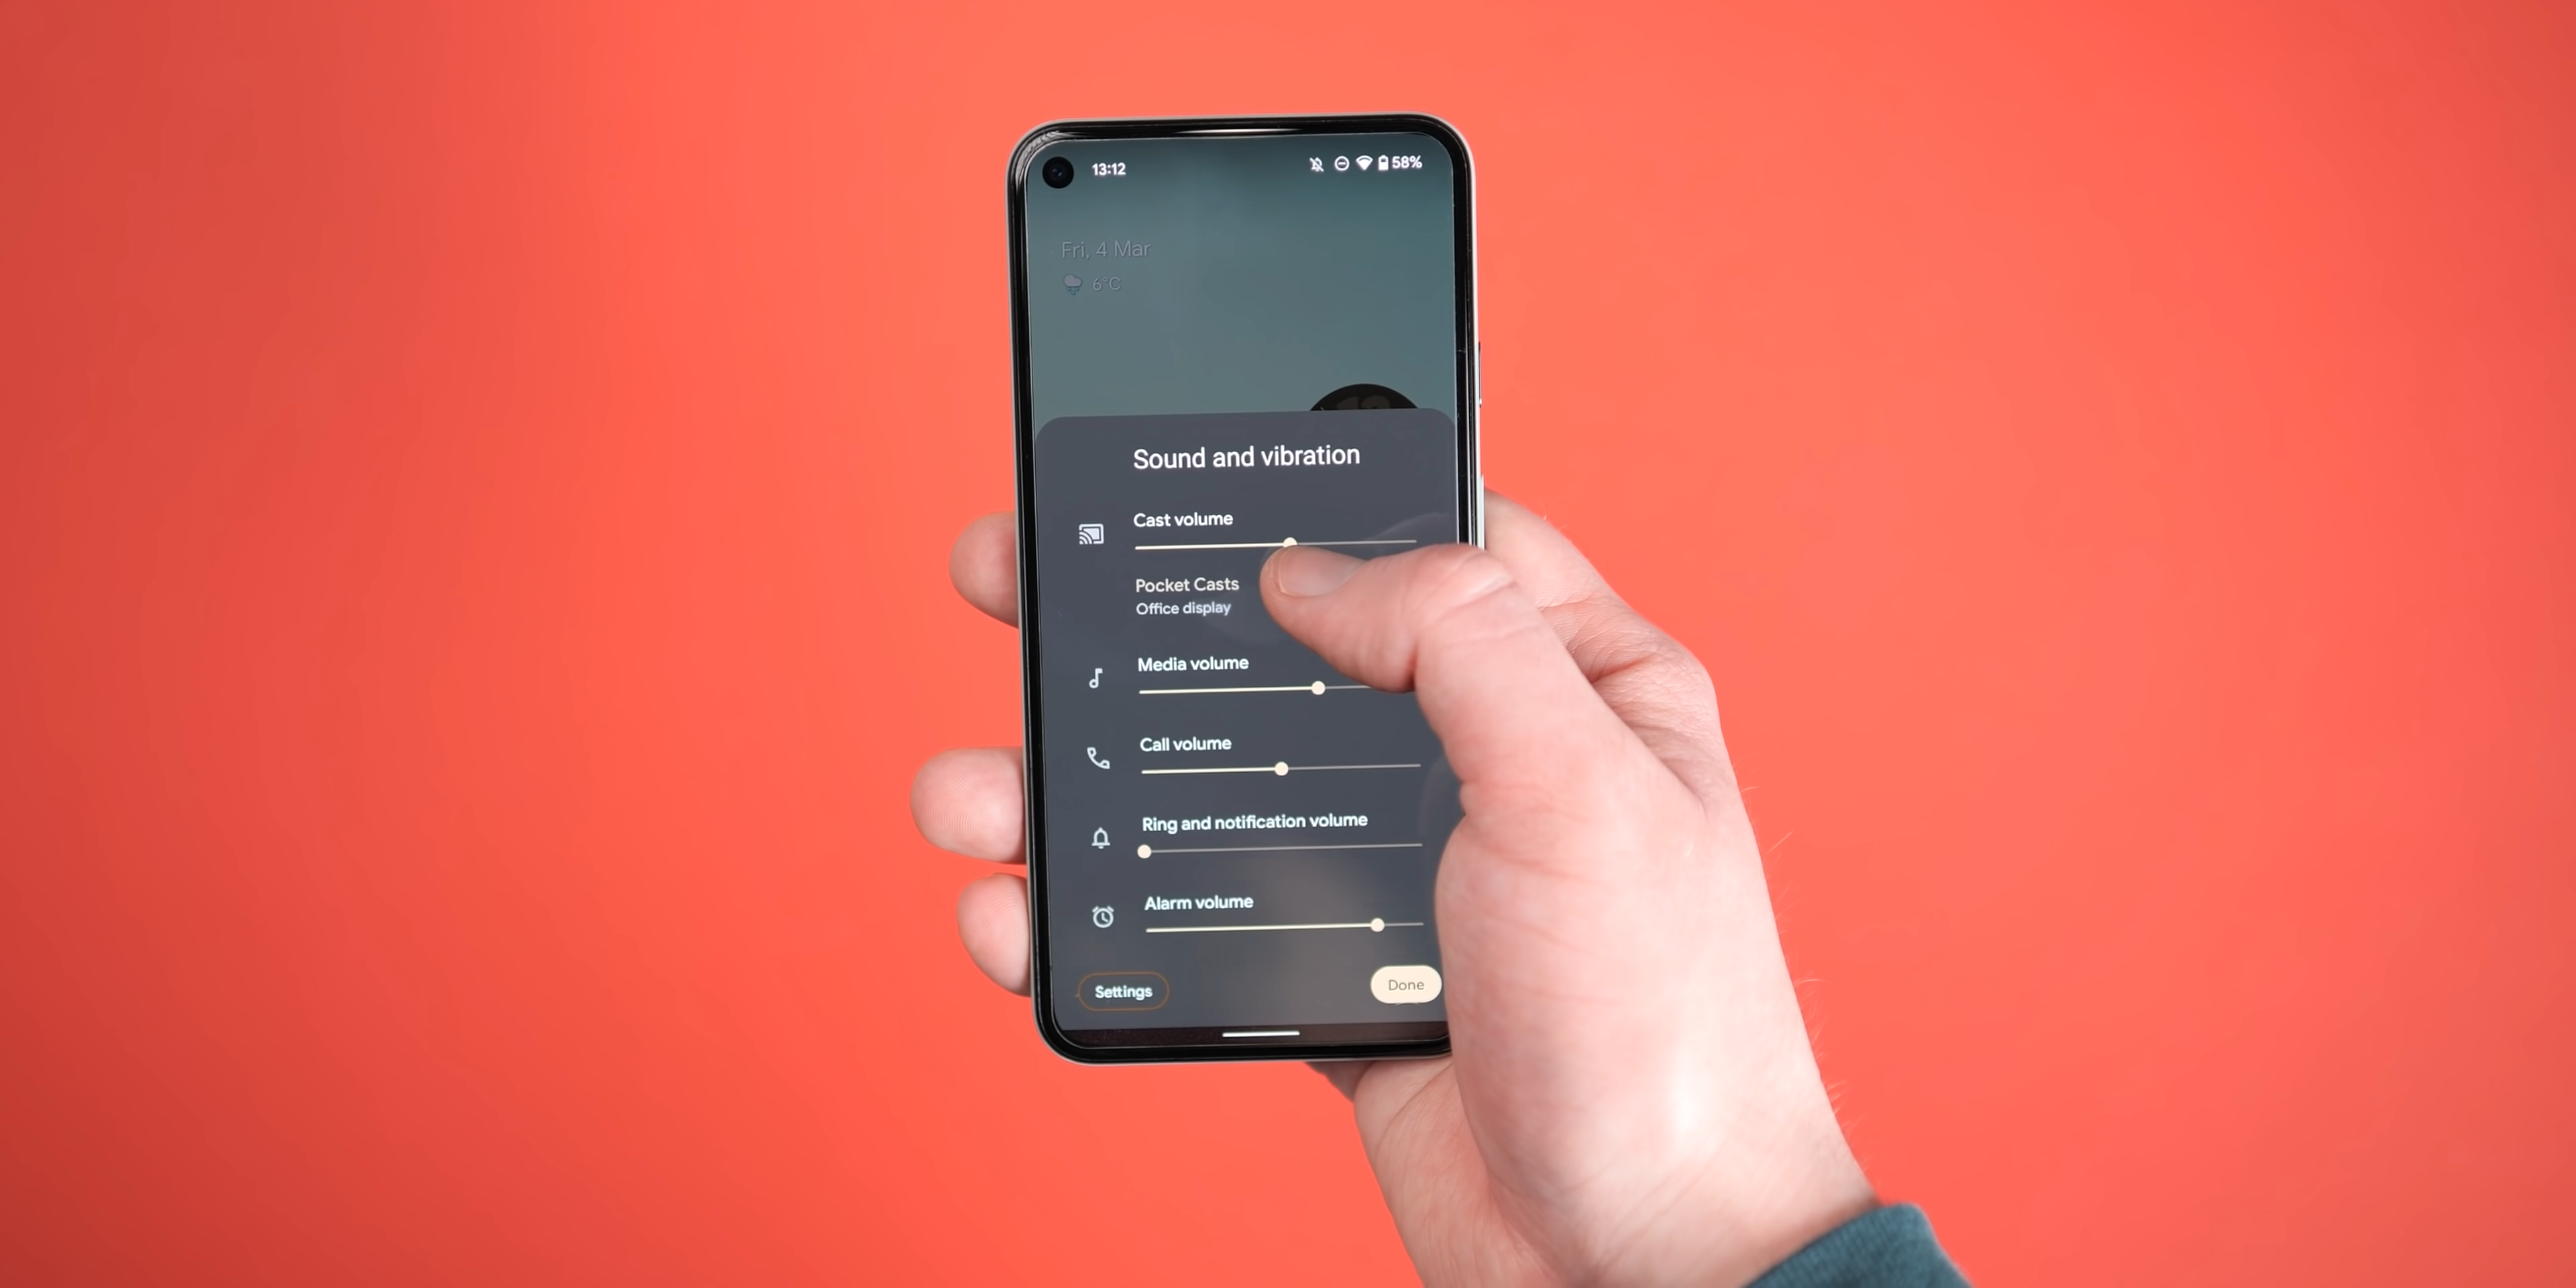 13:12
58%
Fri, 4 Mar
6°C
Sound and vibration
Cast volume
Pocket Casts
Office display
Media volume
Call volume
Ring and notification volume
Alarm volume
Settings
Done